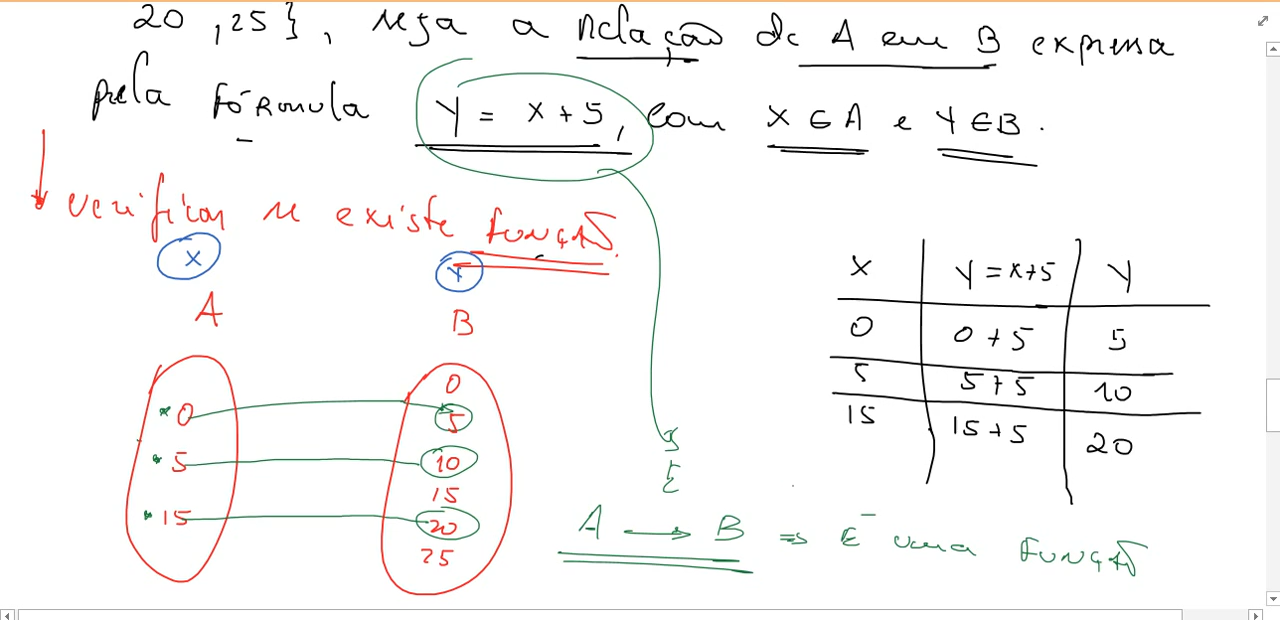 20 , 25 } , seja a relação de A em B expressa
pela fórmula Y = X + 5 , com X ∈ A e Y ∈ B .
verificar se existe função.
X
Y
A
B
0
5
15
0
5
10
15
20
25
X Y = X+5 Y
0 0 + 5 5
5 5 + 5 10
15 15 + 5 20
A → B ⇒ É uma função